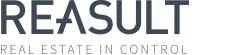 REASULT
REAL ESTATE IN CONTROL